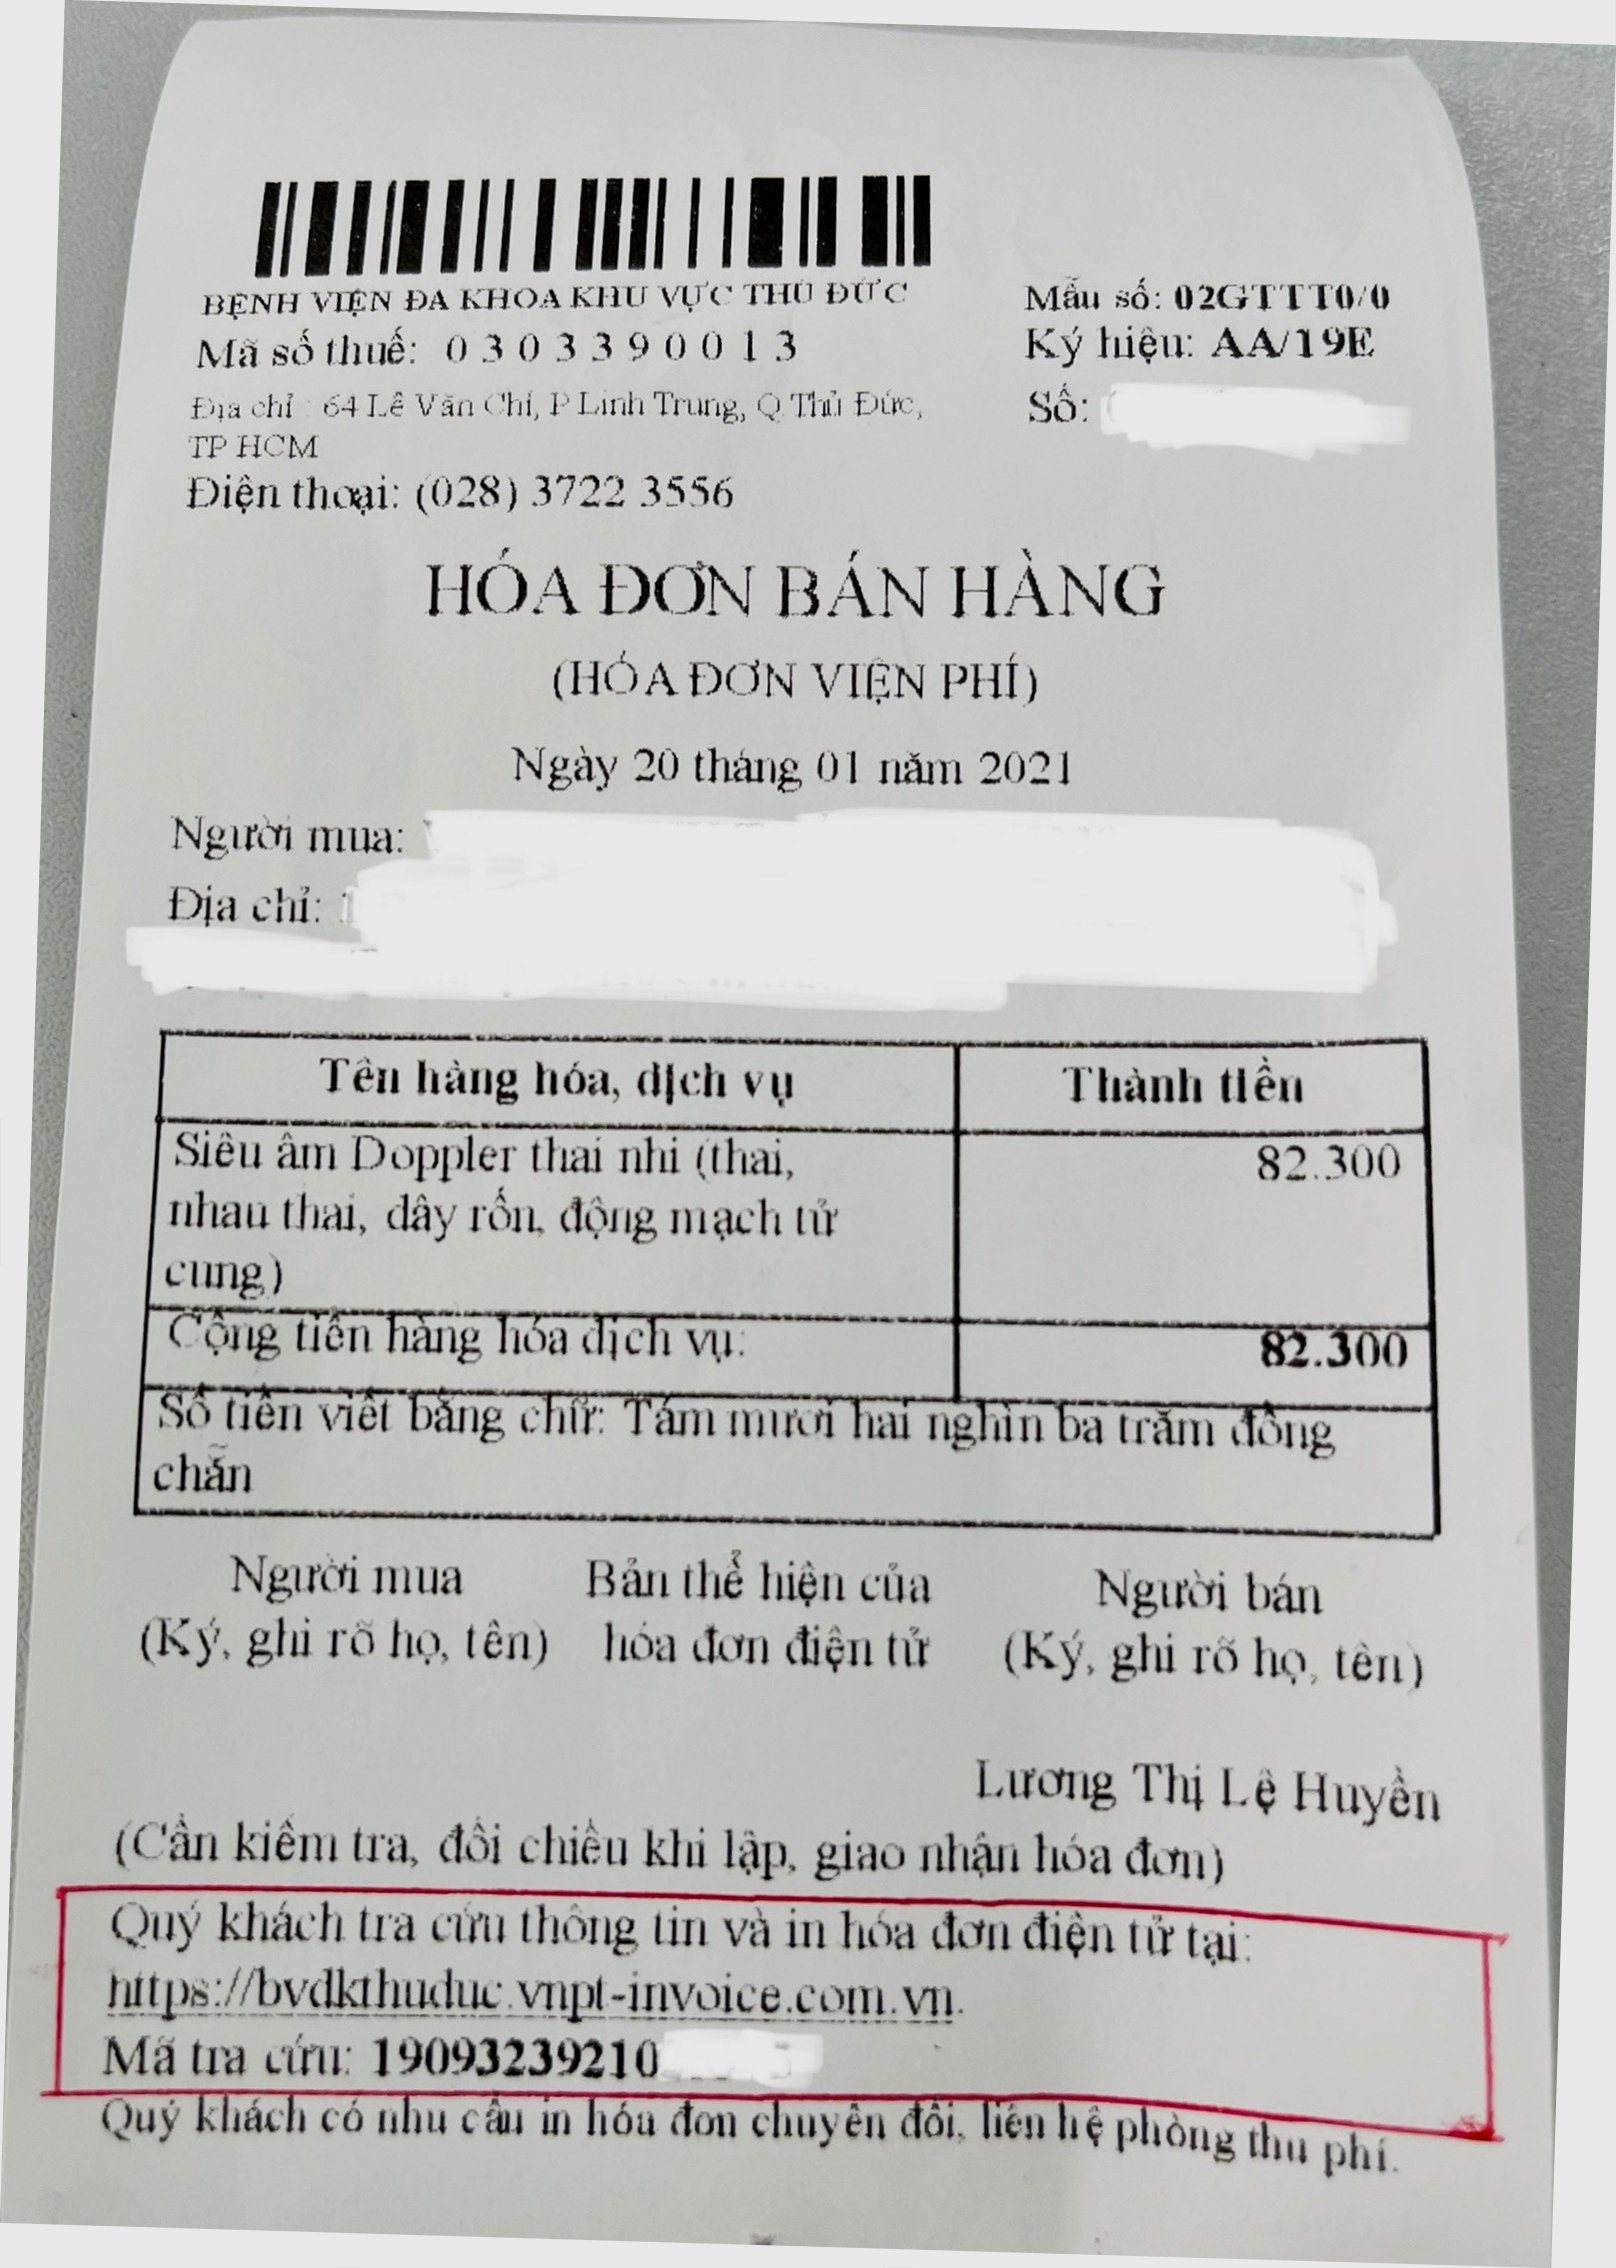 BỆNH VIỆN ĐA KHOA KHU VỰC THỦ ĐỨC
Mã số thuế: 0 3 0 3 3 9 0 0 1 3
Địa chỉ : 64 Lê Văn Chí, P Linh Trung, Q Thủ Đức,
TP HCM
Điện thoại: (028) 3722 3556
Mẫu số: 02GTTT0/0
Ký hiệu: AA/19E
Số:
HÓA ĐƠN BÁN HÀNG
(HÓA ĐƠN VIỆN PHÍ)
Ngày 20 tháng 01 năm 2021
Người mua:
Địa chỉ:
Tên hàng hóa, dịch vụ Thành tiền
Siêu âm Doppler thai nhi (thai, 82.300
nhau thai, dây rốn, động mạch tử
cung)
Cộng tiền hàng hóa dịch vụ: 82.300
Số tiền viết bằng chữ: Tám mươi hai nghìn ba trăm đồng
chẵn
Người mua Bản thể hiện của Người bán
(Ký, ghi rõ họ, tên) hóa đơn điện tử (Ký, ghi rõ họ, tên)
Lương Thị Lệ Huyền
(Cần kiểm tra, đối chiếu khi lập, giao nhận hóa đơn)
Quý khách tra cứu thông tin và in hóa đơn điện tử tại:
https://bvdkthuduc.vnpt-invoice.com.vn.
Mã tra cứu: 19093239210
Quý khách có nhu cầu in hóa đơn chuyển đổi, liên hệ phòng thu phí.